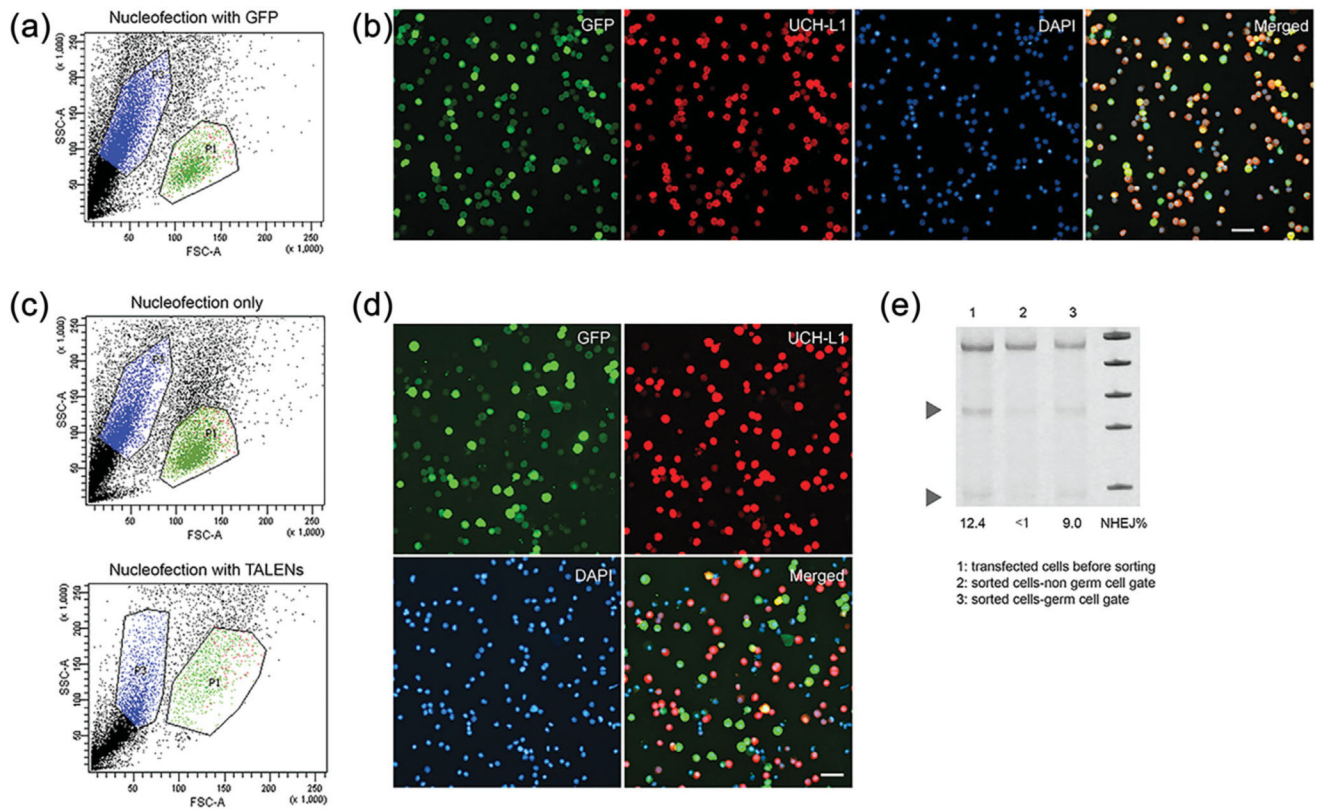 (a)
Nucleofection with GFP
(x 1,000)
SSC-A
50 100 150 200 250
P1
50 100 150 200 250
FSC-A
(x 1,000)
(b)
GFP
UCH-L1
DAPI
Merged
(c)
Nucleofection only
(x 1,000)
SSC-A
50 100 150 200 250
P1
50 100 150 200 250
FSC-A
(x 1,000)
Nucleofection with TALENs
(x 1,000)
SSC-A
50 100 150 200 250
P3
P1
50 100 150 200 250
FSC-A
(x 1,000)
(d)
GFP
UCH-L1
DAPI
Merged
(e)
1 2 3
12.4 <1 9.0 NHEJ%
1: transfected cells before sorting
2: sorted cells-non germ cell gate
3: sorted cells-germ cell gate